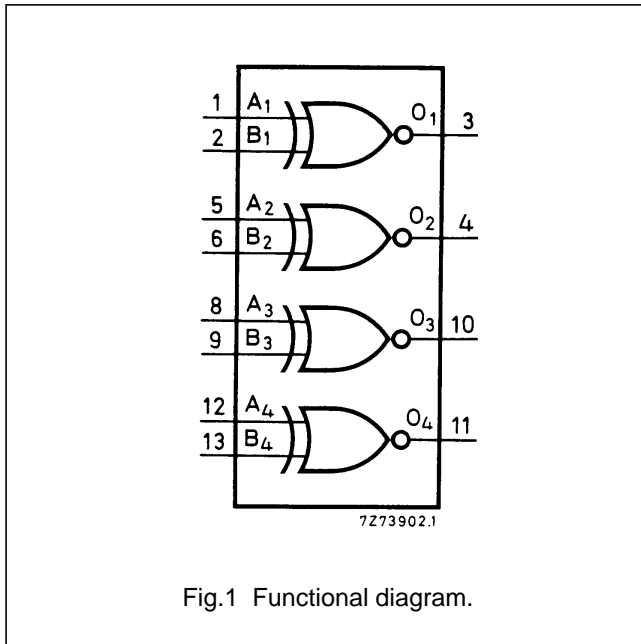 1 A1 O1 3
2 B1
5 A2 O2 4
6 B2
8 A3 O3 10
9 B3
12 A4 O4 11
13 B4
7Z73902.1
Fig.1 Functional diagram.